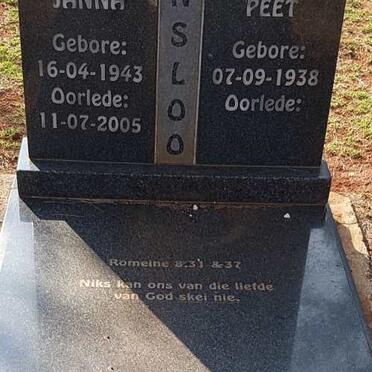 JANNA
Gebore:
16-04-1943
Oorlede:
11-07-2005
NSLOO
PEET
Gebore:
07-09-1938
Oorlede:
Romeine 8:31 & 37
Niks kan ons van die liefde
van God skei nie.